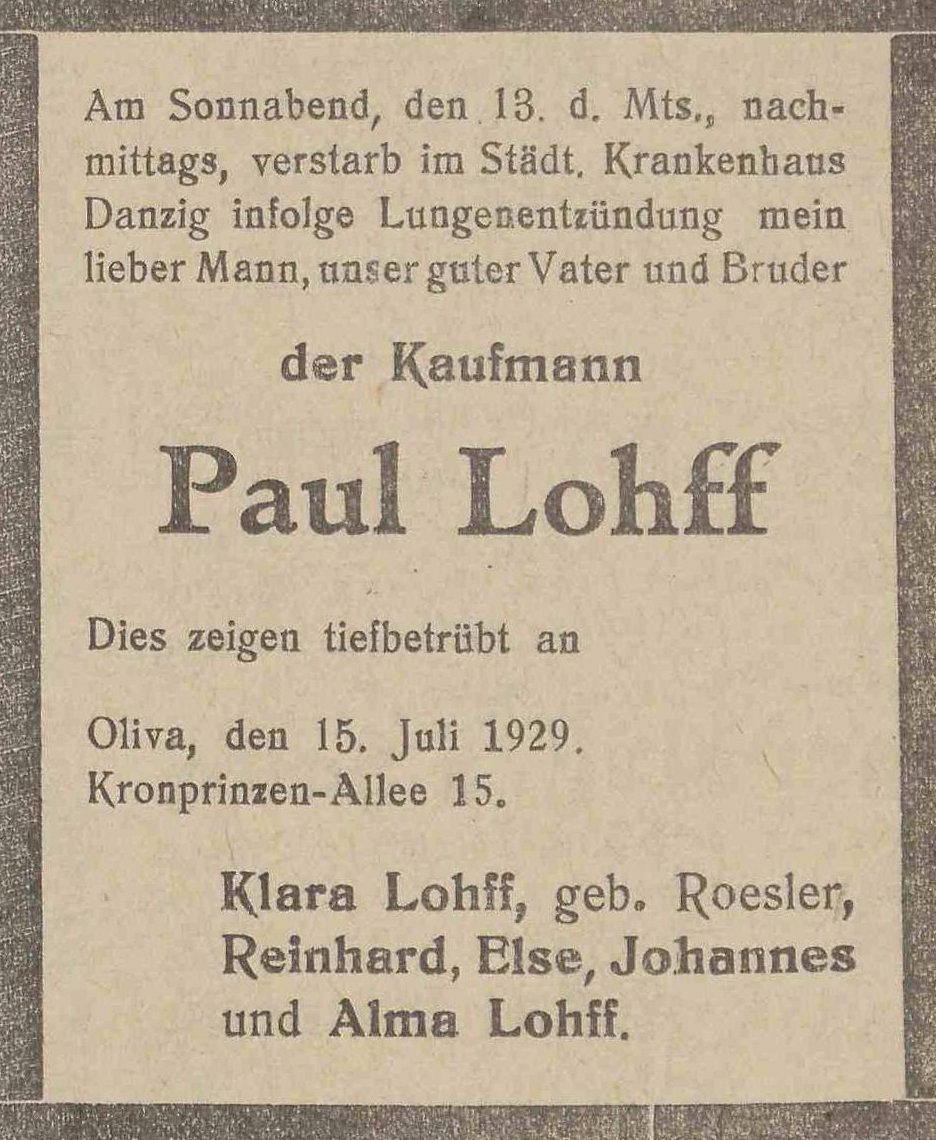 Am Sonnabend, den 13. d. Mts., nach-
mittags, verstarb im Städt. Krankenhaus
Danzig infolge Lungenentzündung mein
lieber Mann, unser guter Vater und Bruder
der Kaufmann
Paul Lohff
Dies zeigen tiefbetrübt an
Oliva, den 15. Juli 1929.
Kronprinzen-Allee 15.
Klara Lohff, geb. Roesler,
Reinhard, Else, Johannes
und Alma Lohff.